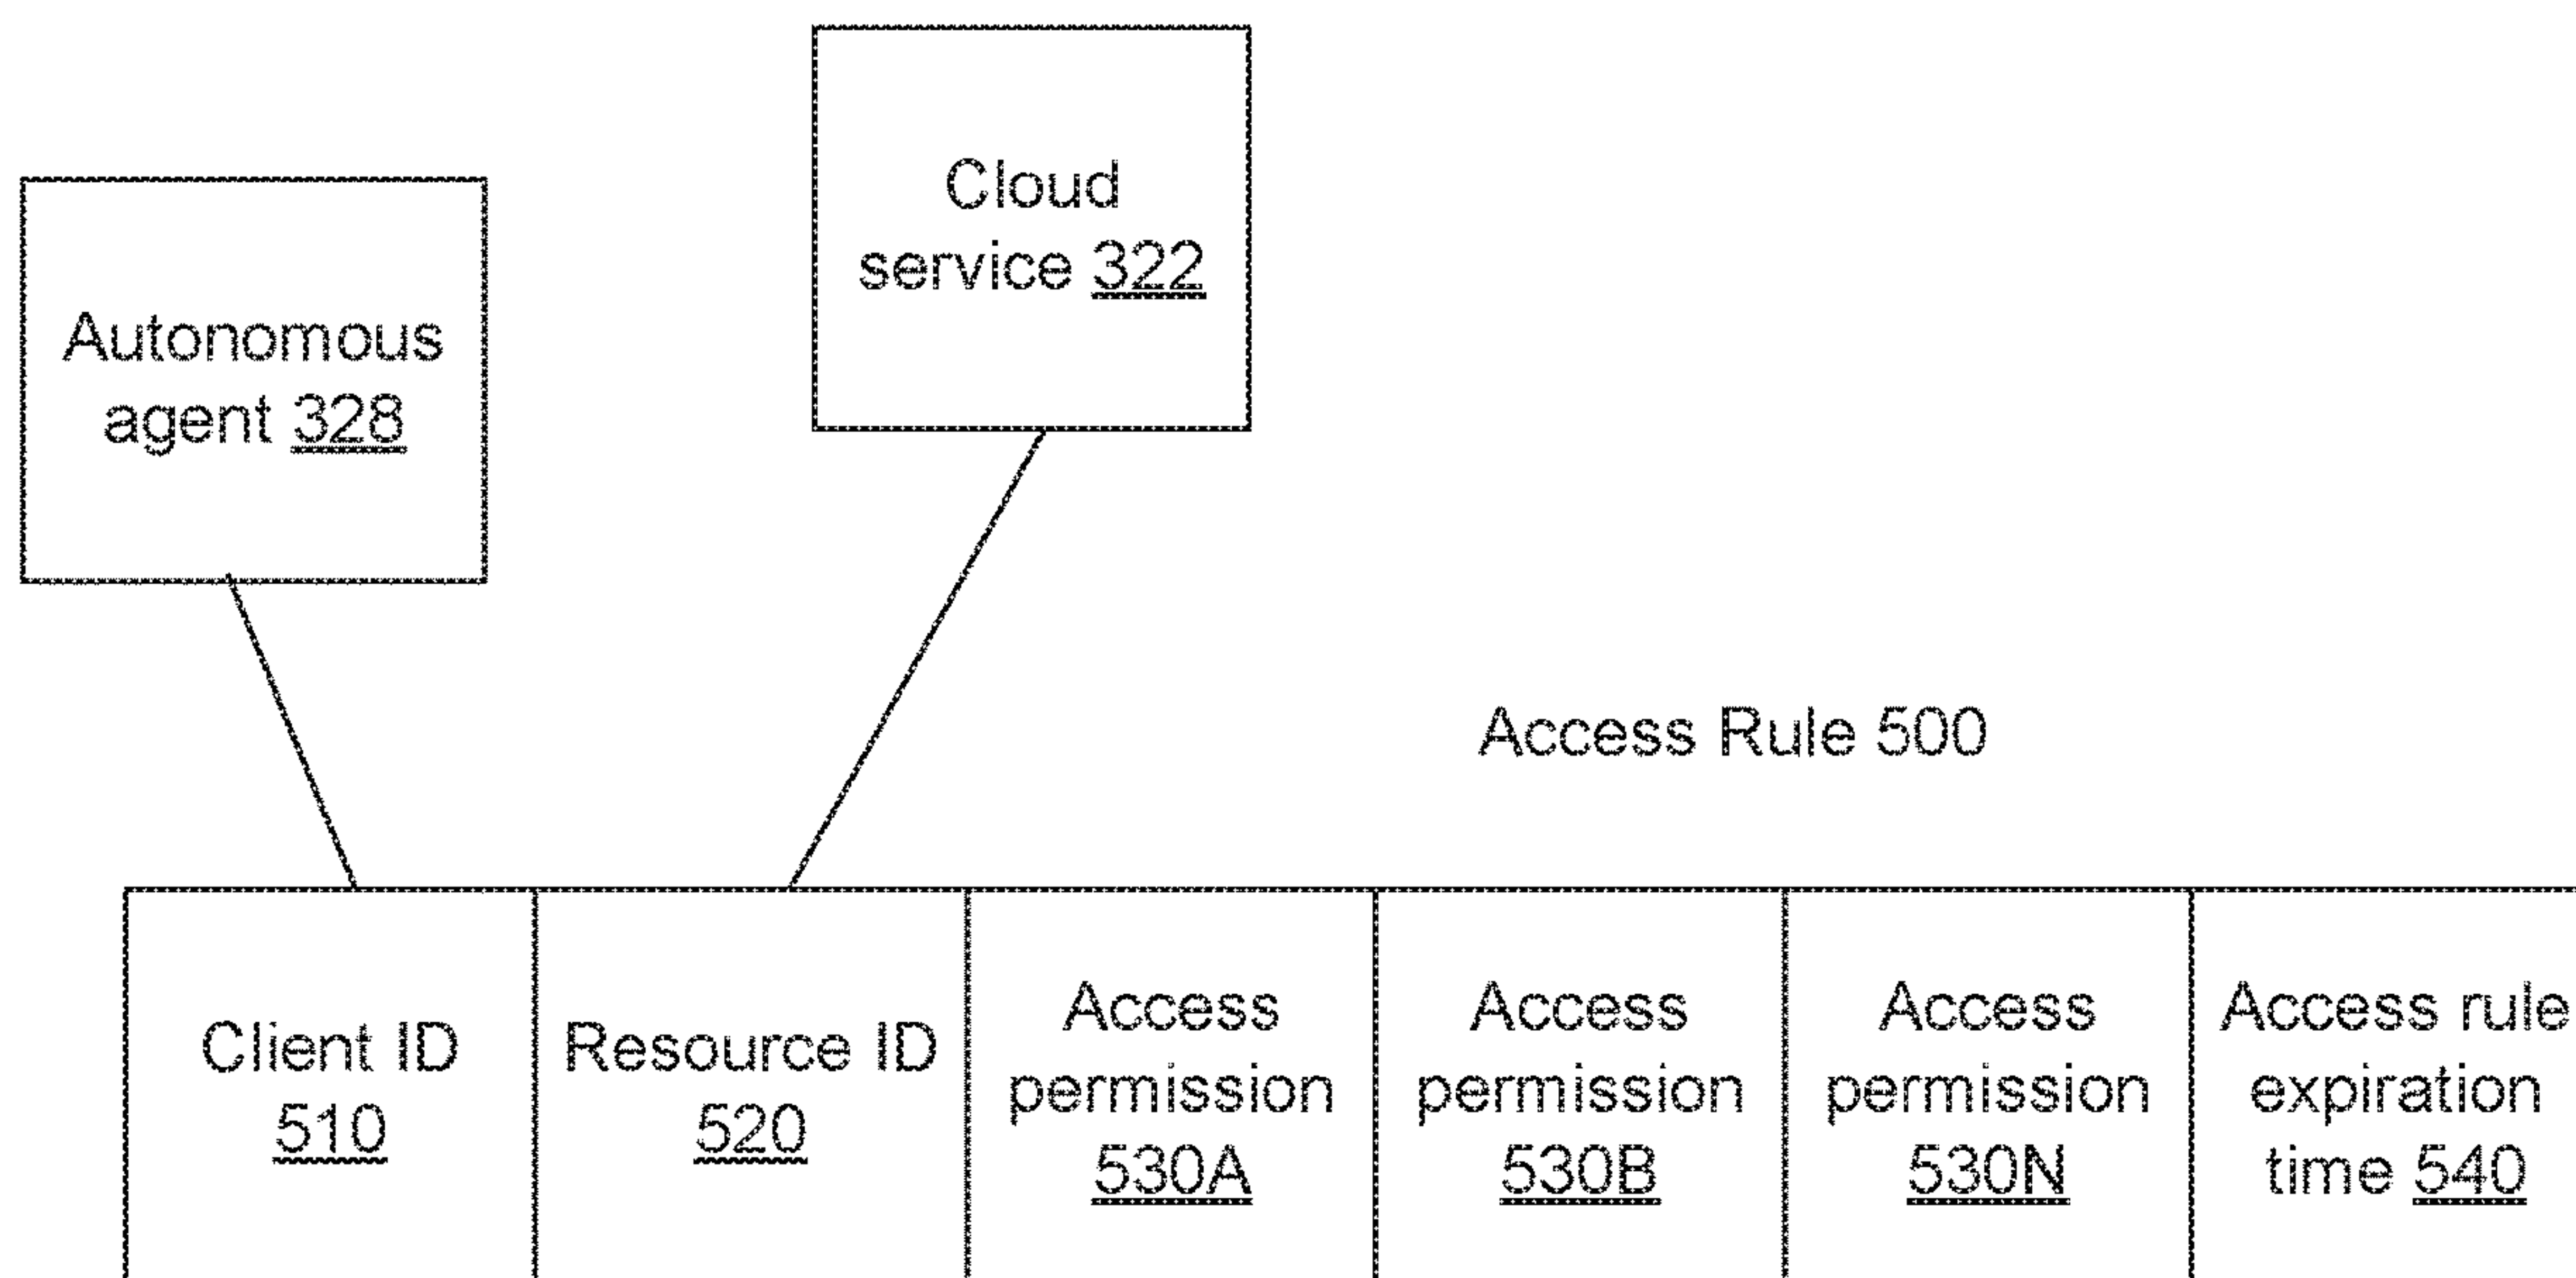 Cloud
service 322
Autonomous
agent 328
Access Rule 500
Client ID
510
Resource ID
520
Access
permission
530A
Access
permission
530B
Access
permission
530N
Access rule
expiration
time 540